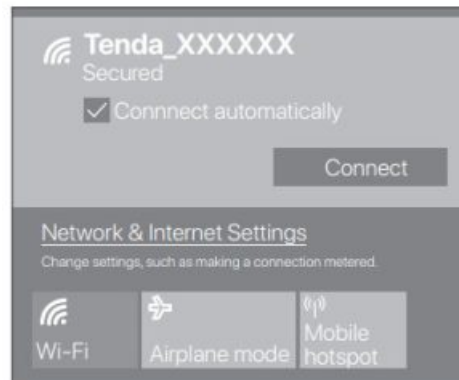 Tenda_XXXXXX
Secured
Connnect automatically
Connect
Network & Internet Settings
Change settings, such as making a connection metered.
Wi-Fi
Airplane mode
Mobile
hotspot